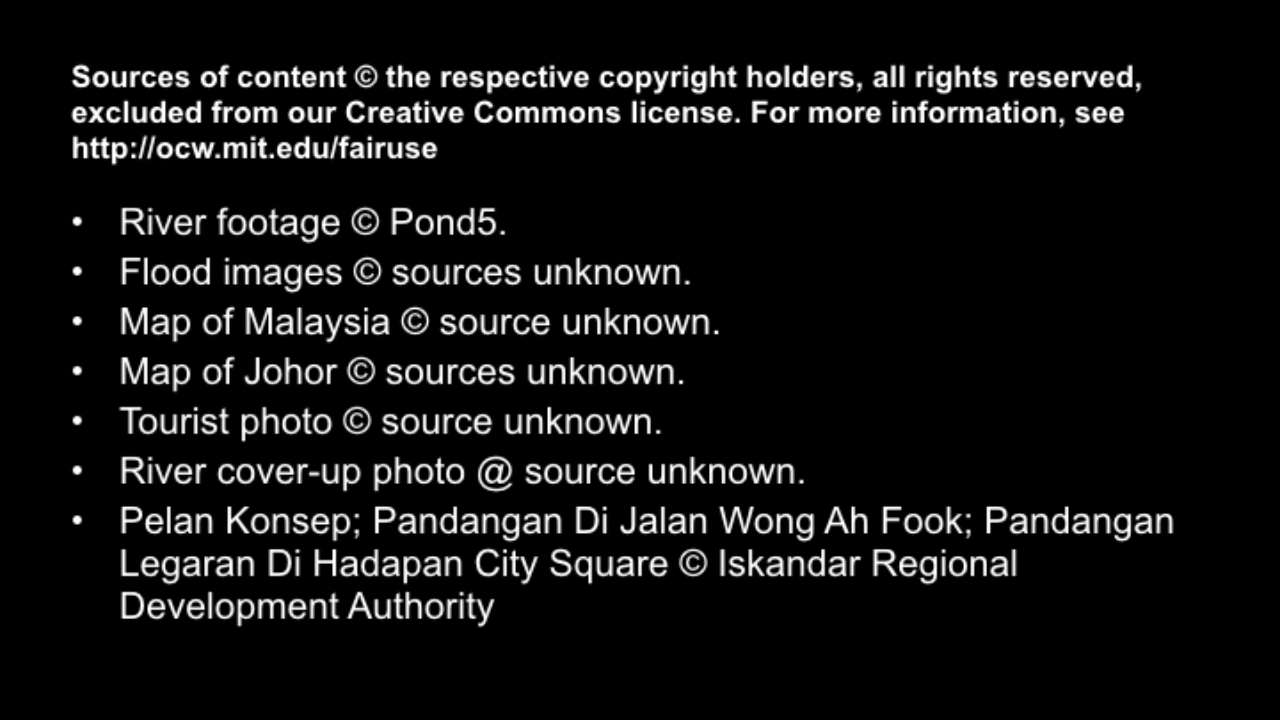 Sources of content © the respective copyright holders, all rights reserved,
excluded from our Creative Commons license. For more information, see
http://ocw.mit.edu/fairuse
• River footage © Pond5.
• Flood images © sources unknown.
• Map of Malaysia © source unknown.
• Map of Johor © sources unknown.
• Tourist photo © source unknown.
• River cover-up photo @ source unknown.
• Pelan Konsep; Pandangan Di Jalan Wong Ah Fook; Pandangan
Legaran Di Hadapan City Square © Iskandar Regional
Development Authority